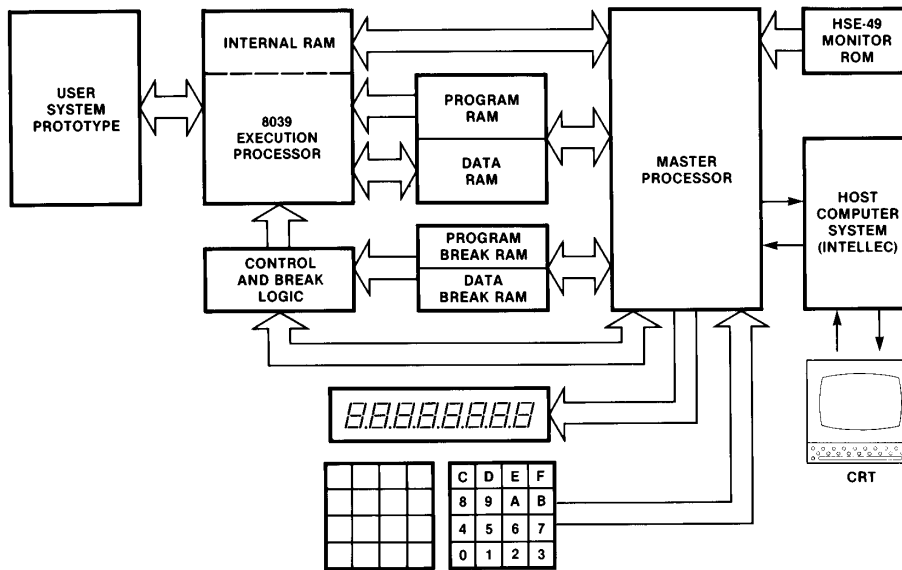 USER
SYSTEM
PROTOTYPE
INTERNAL RAM
8039
EXECUTION
PROCESSOR
PROGRAM
RAM
DATA
RAM
CONTROL
AND BREAK
LOGIC
PROGRAM
BREAK RAM
DATA
BREAK RAM
MASTER
PROCESSOR
HSE-49
MONITOR
ROM
HOST
COMPUTER
SYSTEM
(INTELLEC)
CRT
8.8.8.8.8.8.8.8
C D E F
8 9 A B
4 5 6 7
0 1 2 3